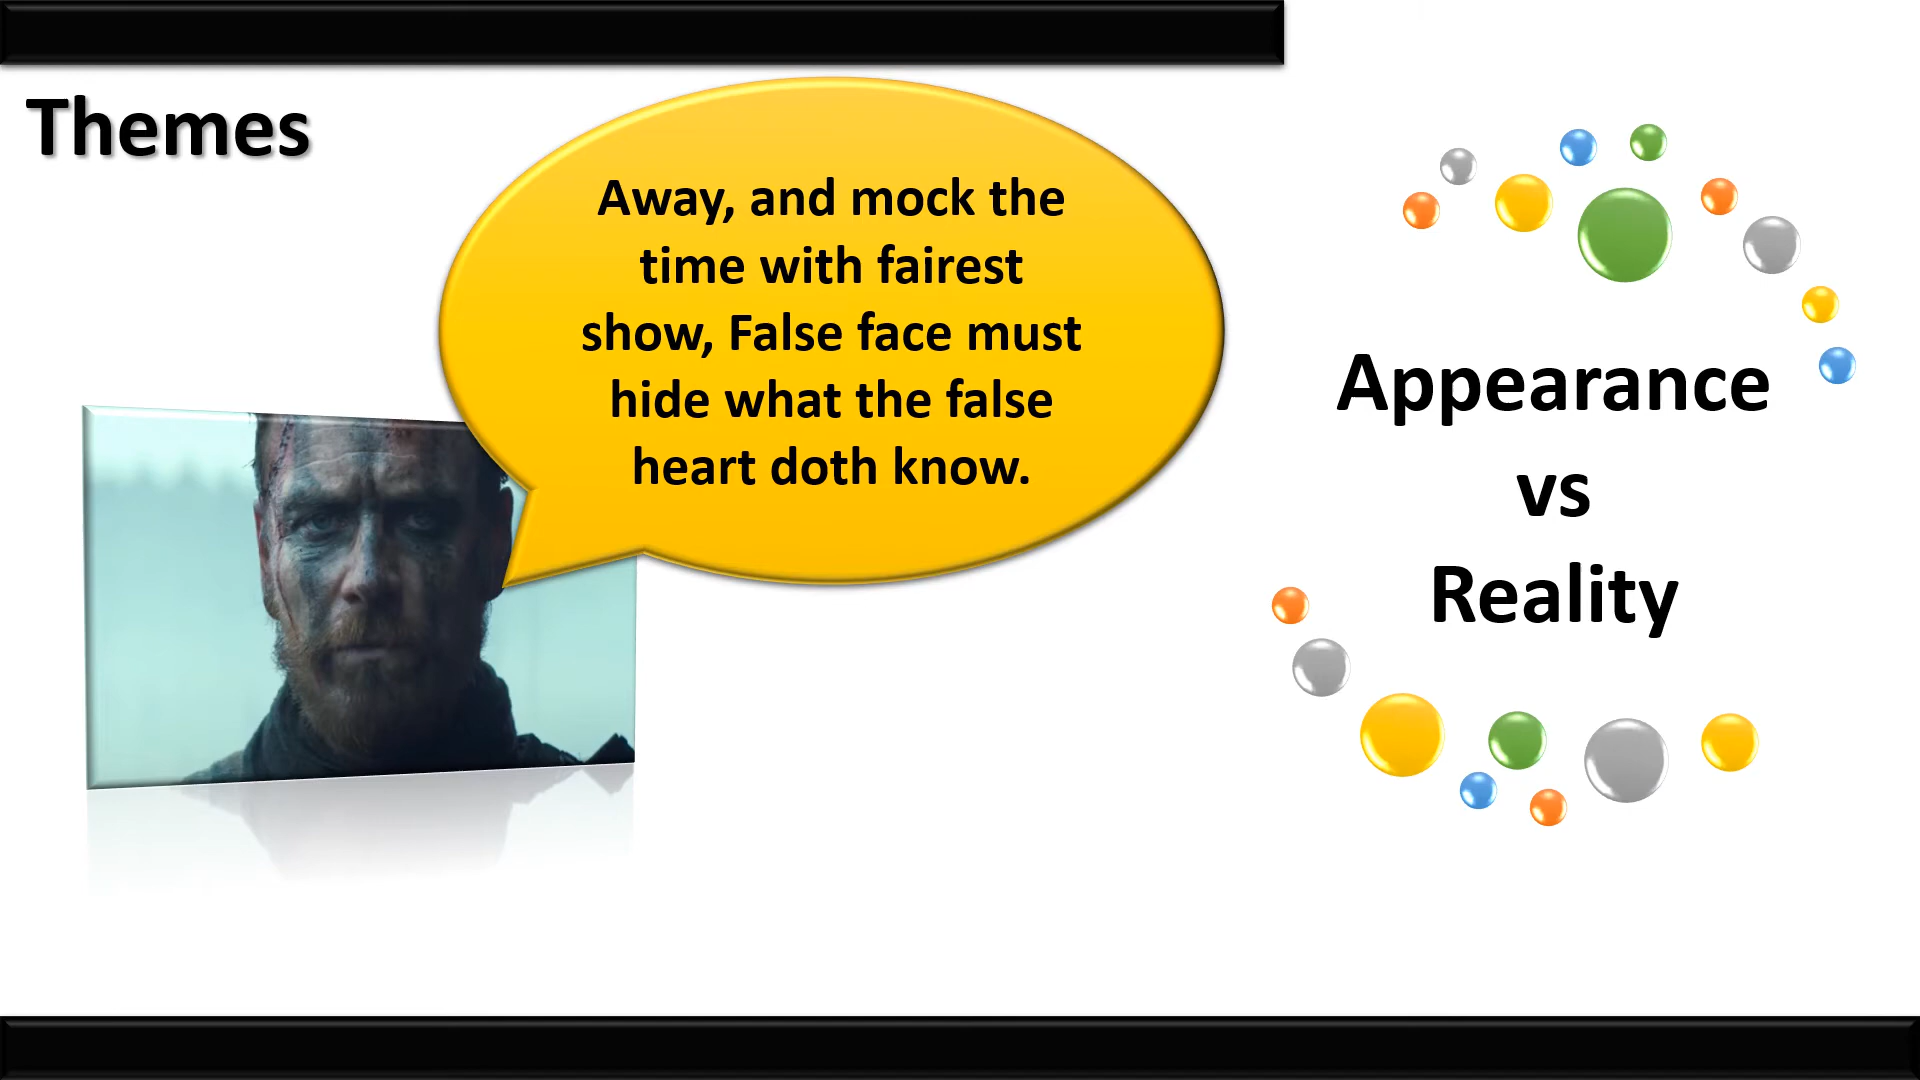 Themes
Away, and mock the
time with fairest
show, False face must
hide what the false
heart doth know.
Appearance
vs
Reality